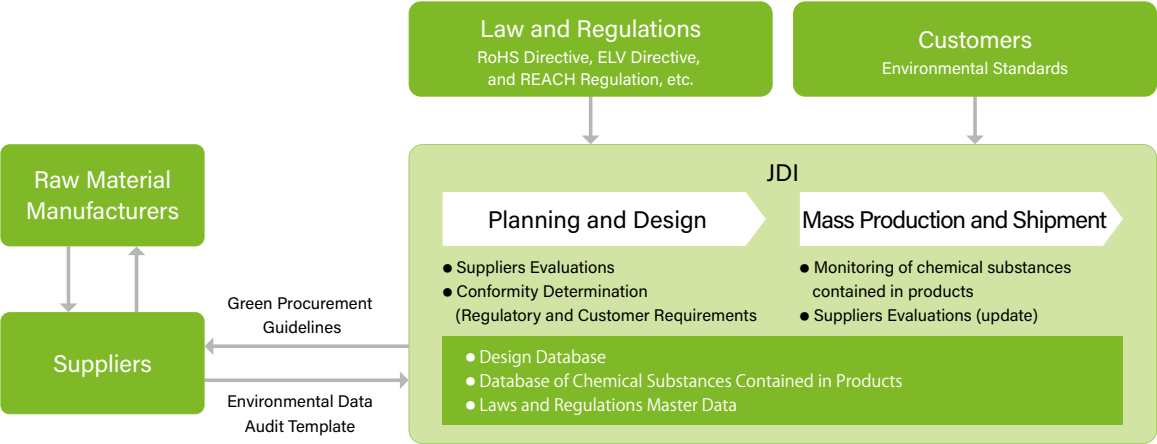 Law and Regulations
RoHS Directive, ELV Directive,
and REACH Regulation, etc.
Customers
Environmental Standards
Raw Material
Manufacturers
Suppliers
Green Procurement
Guidelines
Environmental Data
Audit Template
JDI
Planning and Design
● Suppliers Evaluations
● Conformity Determination
(Regulatory and Customer Requirements
Mass Production and Shipment
● Monitoring of chemical substances
contained in products
● Suppliers Evaluations (update)
● Design Database
● Database of Chemical Substances Contained in Products
● Laws and Regulations Master Data